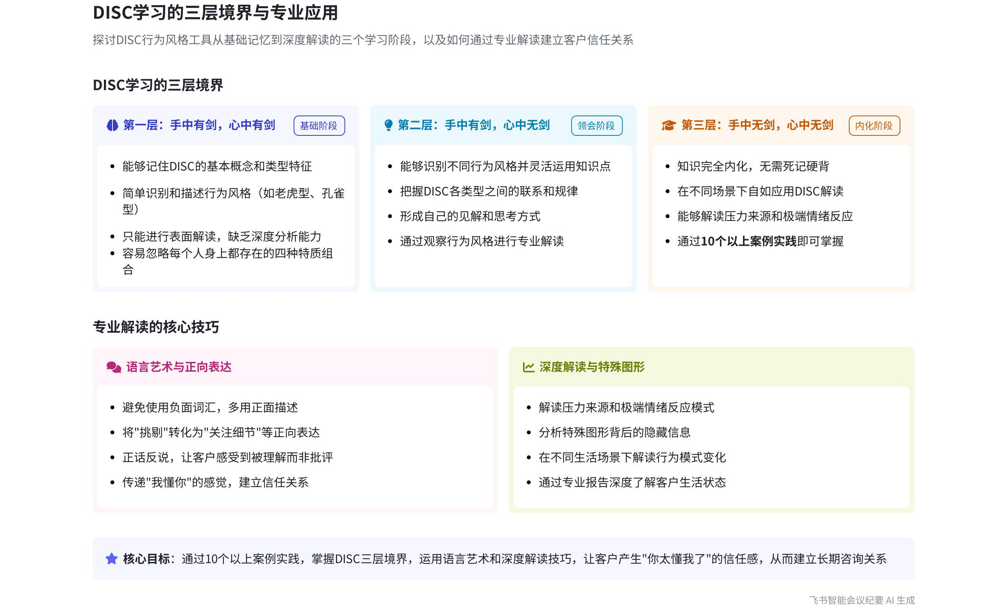 DISC学习的三层境界与专业应用
探讨DISC行为风格工具从基础记忆到深度解读的三个学习阶段，以及如何通过专业解读建立客户信任关系
DISC学习的三层境界
第一层：手中有剑，心中有剑
基础阶段
能够记住DISC的基本概念和类型特征
简单识别和描述行为风格（如老虎型、孔雀
型）
只能进行表面解读，缺乏深度分析能力
容易忽略每个人身上都存在的四种特质组
合
第二层：手中有剑，心中无剑
领会阶段
能够识别不同行为风格并灵活运用知识点
把握DISC各类型之间的联系和规律
形成自己的见解和思考方式
通过观察行为风格进行专业解读
第三层：手中无剑，心中无剑
内化阶段
知识完全内化，无需死记硬背
在不同场景下自如应用DISC解读
能够解读压力来源和极端情绪反应
通过10个以上案例实践即可掌握
专业解读的核心技巧
语言艺术与正向表达
避免使用负面词汇，多用正面描述
将"挑剔"转化为"关注细节"等正向表达
正话反说，让客户感受到被理解而非批评
传递"我懂你"的感觉，建立信任关系
深度解读与特殊图形
解读压力来源和极端情绪反应模式
分析特殊图形背后的隐藏信息
在不同生活场景下解读行为模式变化
通过专业报告深度了解客户生活状态
核心目标：通过10个以上案例实践，掌握DISC三层境界，运用语言艺术和深度解读技巧，让客户产生"你太懂我了"的信任感，从而建立长期咨询关系
飞书智能会议纪要 AI 生成